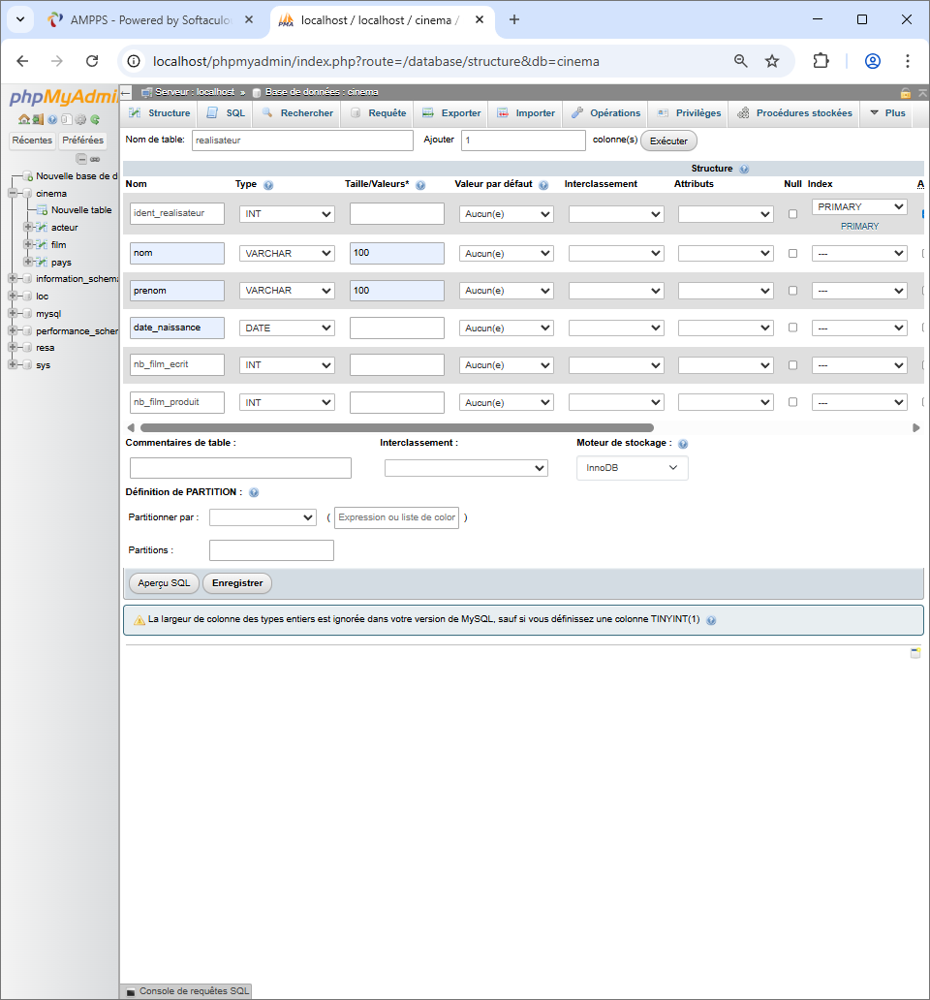 AMPPS - Powered by Softaculou
localhost / localhost / cinema /
localhost/phpmyadmin/index.php?route=/database/structure&db=cinema
phpMyAdmi
Récentes Préférées
Nouvelle base de d
cinema
Nouvelle table
acteur
film
pays
information_schema
loc
mysql
performance_schem
resa
sys
Serveur : localhost » Base de données : cinema
Structure SQL Rechercher Requête Exporter Importer Opérations Privilèges Procédures stockées Plus
Nom de table: realisateur Ajouter 1 colonne(s) Exécuter
Structure
Nom Type Taille/Valeurs* Valeur par défaut Interclassement Attributs Null Index A
ident_realisateur INT Aucun(e) PRIMARY
PRIMARY
nom VARCHAR 100 Aucun(e) ---
prenom VARCHAR 100 Aucun(e) ---
date_naissance DATE Aucun(e) ---
nb_film_ecrit INT Aucun(e) ---
nb_film_produit INT Aucun(e) ---
Commentaires de table : Interclassement : Moteur de stockage :
InnoDB
Définition de PARTITION :
Partitionner par : ( Expression ou liste de color )
Partitions :
Aperçu SQL Enregistrer
La largeur de colonne des types entiers est ignorée dans votre version de MySQL, sauf si vous définissez une colonne TINYINT(1)
Console de requêtes SQL